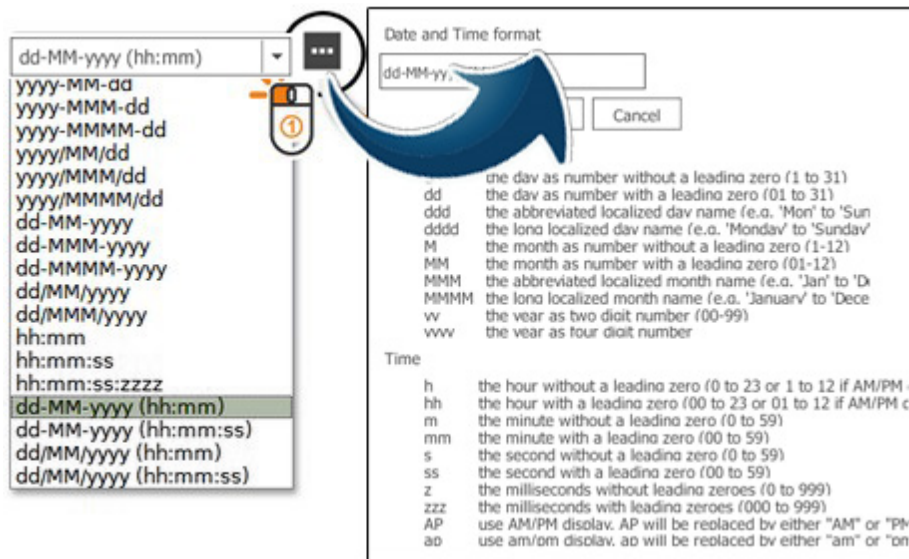 dd-MM-yyyy (hh:mm)
yyyy-MM-dd
yyyy-MMM-dd
yyyy-MMMM-dd
yyyy/MM/dd
yyyy/MMM/dd
yyyy/MMMM/dd
dd-MM-yyyy
dd-MMM-yyyy
dd-MMMM-yyyy
dd/MM/yyyy
dd/MMM/yyyy
hh:mm
hh:mm:ss
hh:mm:ss:zzzz
dd-MM-yyyy (hh:mm)
dd-MM-yyyy (hh:mm:ss)
dd/MM/yyyy (hh:mm)
dd/MM/yyyy (hh:mm:ss)
1
Date and Time format
dd-MM-yy
Cancel
the day as number without a leading zero (1 to 31)
dd the day as number with a leading zero (01 to 31)
ddd the abbreviated localized day name (e.g. 'Mon' to 'Sun
dddd the long localized day name (e.g. 'Monday' to 'Sunday'
M the month as number without a leading zero (1-12)
MM the month as number with a leading zero (01-12)
MMM the abbreviated localized month name (e.g. 'Jan' to 'De
MMMM the long localized month name (e.g. 'January' to 'Dece
yy the year as two digit number (00-99)
yyyy the year as four digit number
Time
h the hour without a leading zero (0 to 23 or 1 to 12 if AM/PM
hh the hour with a leading zero (00 to 23 or 01 to 12 if AM/PM
m the minute without a leading zero (0 to 59)
mm the minute with a leading zero (00 to 59)
s the second without a leading zero (0 to 59)
ss the second with a leading zero (00 to 59)
z the milliseconds without leading zeroes (0 to 999)
zzz the milliseconds with leading zeroes (000 to 999)
AP use AM/PM display. AP will be replaced by either "AM" or "PM
ap use am/pm display. ap will be replaced by either "am" or "pm